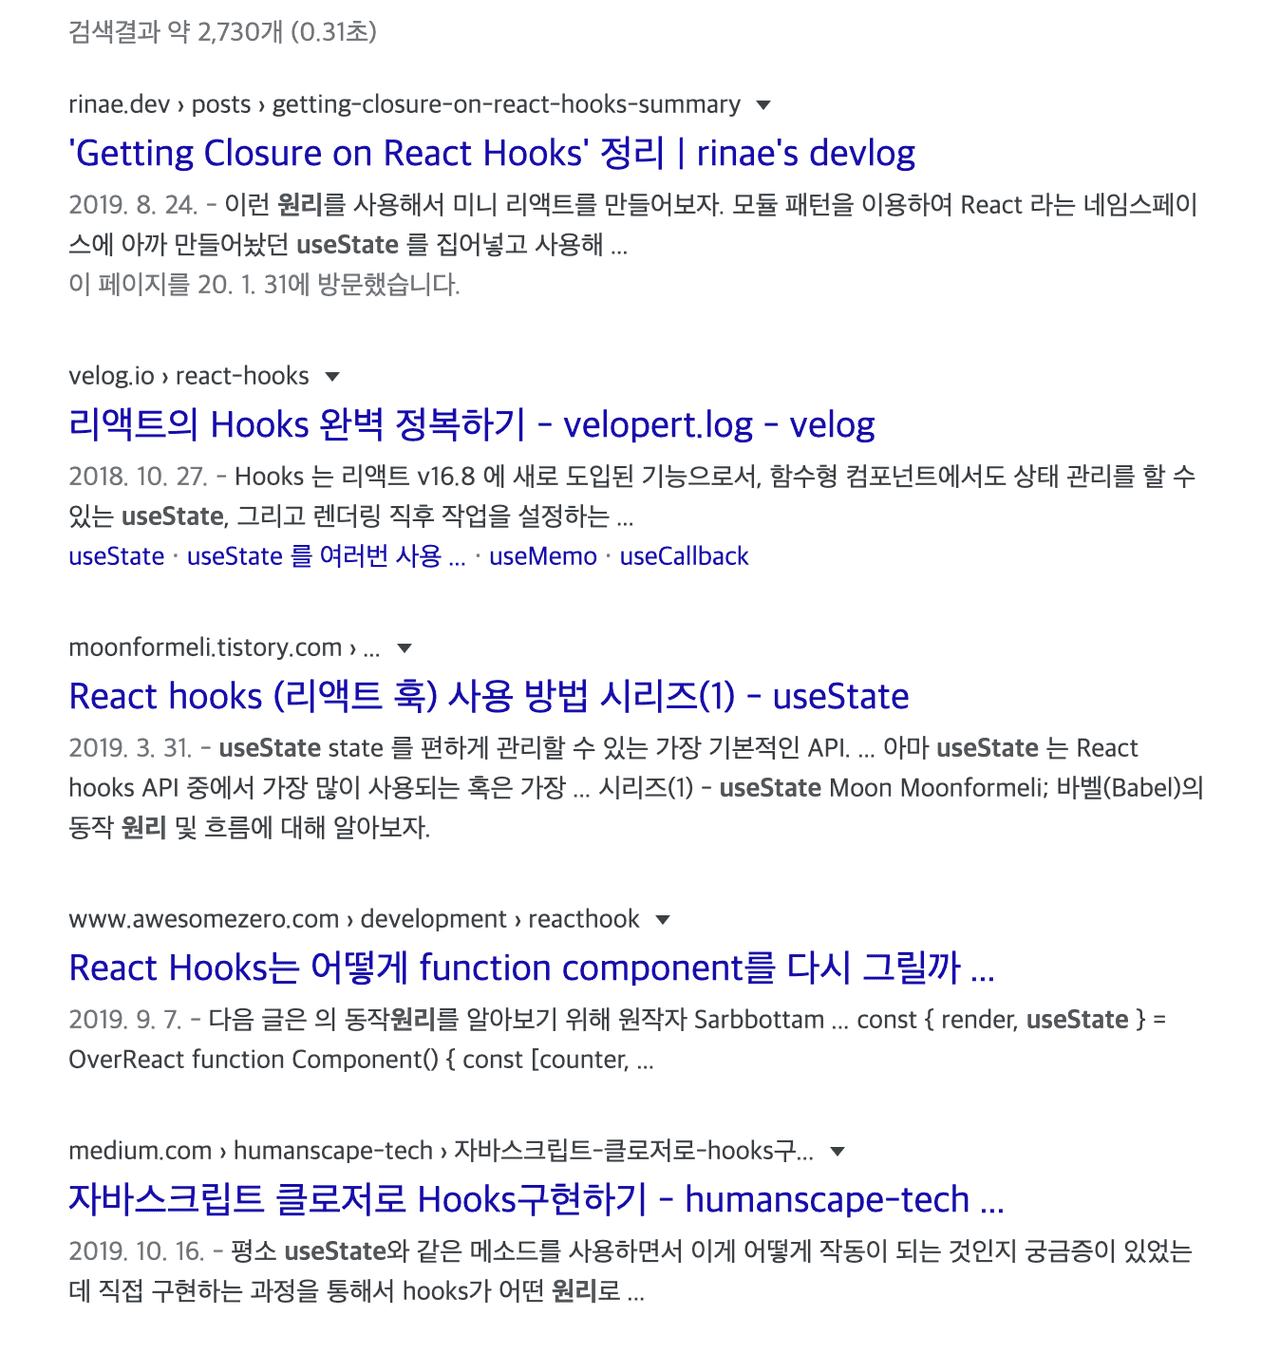 검색결과 약 2,730개 (0.31초)
rinae.dev › posts › getting-closure-on-react-hooks-summary ▼
'Getting Closure on React Hooks' 정리 | rinae's devlog
2019. 8. 24. - 이런 원리를 사용해서 미니 리액트를 만들어보자. 모듈 패턴을 이용하여 React 라는 네임스페이
스에 아까 만들어놨던 useState 를 집어넣고 사용해 ...
이 페이지를 20. 1. 31에 방문했습니다.
velog.io › react-hooks ▼
리액트의 Hooks 완벽 정복하기 - velopert.log - velog
2018. 10. 27. - Hooks 는 리액트 v16.8 에 새로 도입된 기능으로서, 함수형 컴포넌트에서도 상태 관리를 할 수
있는 useState, 그리고 렌더링 직후 작업을 설정하는 ...
useState · useState 를 여러번 사용 ... · useMemo · useCallback
moonformeli.tistory.com › ... ▼
React hooks (리액트 훅) 사용 방법 시리즈(1) - useState
2019. 3. 31. - useState state 를 편하게 관리할 수 있는 가장 기본적인 API. ... 아마 useState 는 React
hooks API 중에서 가장 많이 사용되는 혹은 가장 ... 시리즈(1) - useState Moon Moonformeli; 바벨(Babel)의
동작 원리 및 흐름에 대해 알아보자.
www.awesomezero.com › development › reacthook ▼
React Hooks는 어떻게 function component를 다시 그릴까 ...
2019. 9. 7. - 다음 글은 의 동작원리를 알아보기 위해 원작자 Sarbbottam ... const { render, useState } =
OverReact function Component() { const [counter, ...
medium.com › humanscape-tech › 자바스크립트-클로저로-hooks구... ▼
자바스크립트 클로저로 Hooks구현하기 - humanscape-tech ...
2019. 10. 16. - 평소 useState와 같은 메소드를 사용하면서 이게 어떻게 작동이 되는 것인지 궁금증이 있었는
데 직접 구현하는 과정을 통해서 hooks가 어떤 원리로 ...